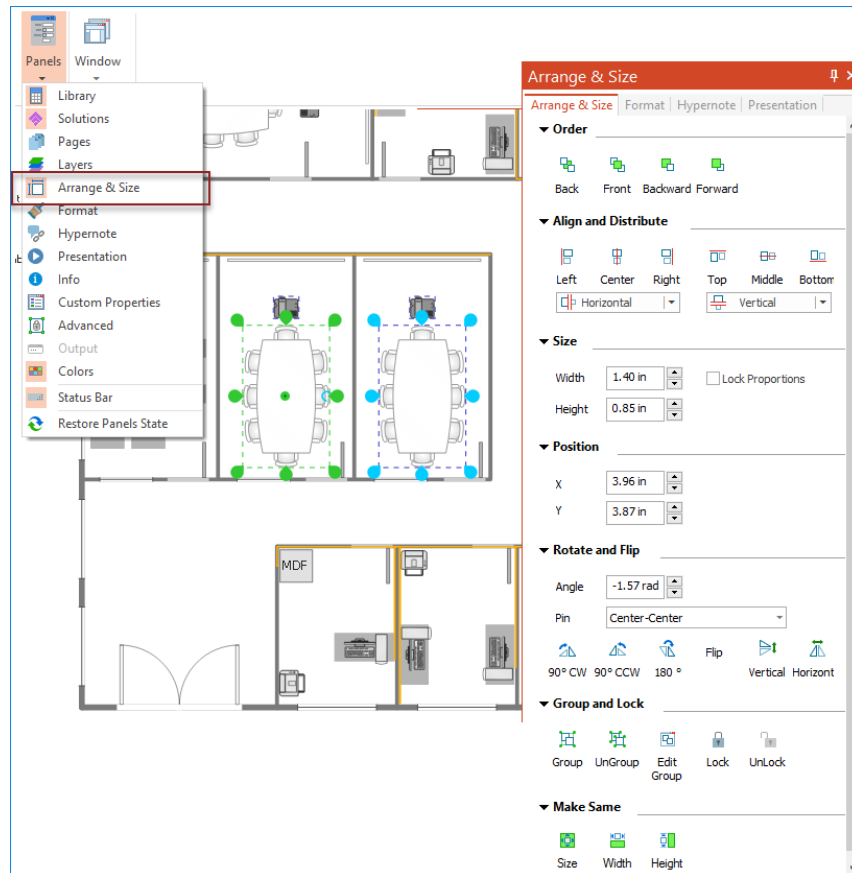 Panels Window
Library
Solutions
Pages
Layers
Arrange & Size
Format
Hypernote
Presentation
Info
Custom Properties
Advanced
Output
Colors
Status Bar
Restore Panels State
MDF
Arrange & Size
Arrange & Size Format Hypernote Presentation
Order
Back Front Backward Forward
Align and Distribute
Left Center Right Top Middle Bottom
Horizontal Vertical
Size
Width 1.40 in Lock Proportions
Height 0.85 in
Position
X 3.96 in
Y 3.87 in
Rotate and Flip
Angle -1.57 rad
Pin Center-Center
90° CW 90° CCW 180 ° Flip Vertical Horizont
Group and Lock
Group UnGroup Edit Group Lock UnLock
Make Same
Size Width Height